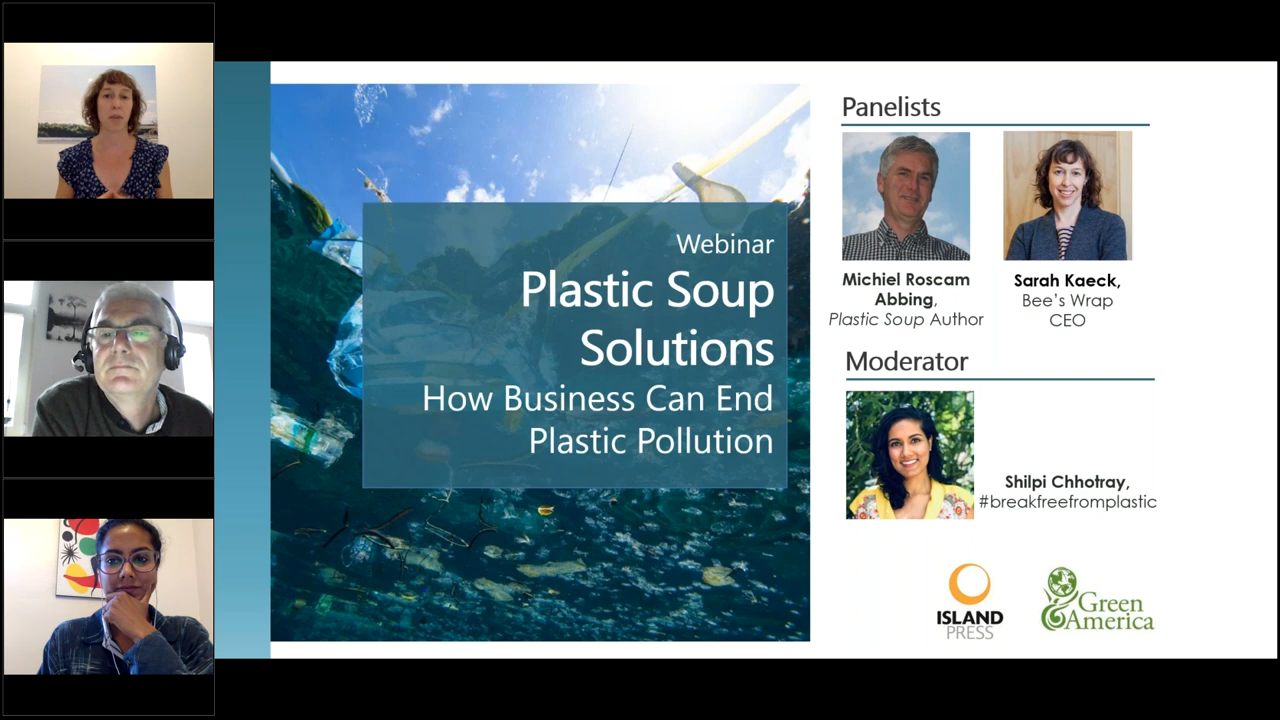 Webinar
Plastic Soup
Solutions
How Business Can End
Plastic Pollution
Panelists
Michiel Roscam
Abbing,
Plastic Soup Author
Sarah Kaeck,
Bee's Wrap
CEO
Moderator
Shilpi Chhotray,
#breakfreefromplastic
ISLAND
PRESS
Green
America